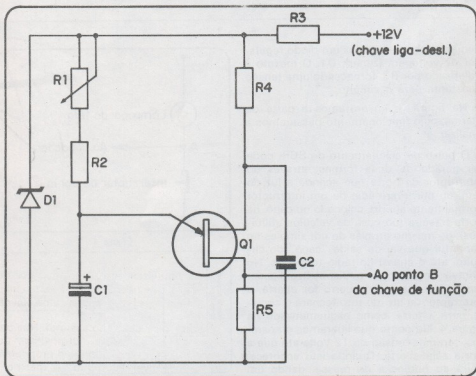 R3
+12V
(chave liga-desl.)
R1
R4
R2
D1
Q1
C2
+
C1
Ao ponto B
da chave de função
R5